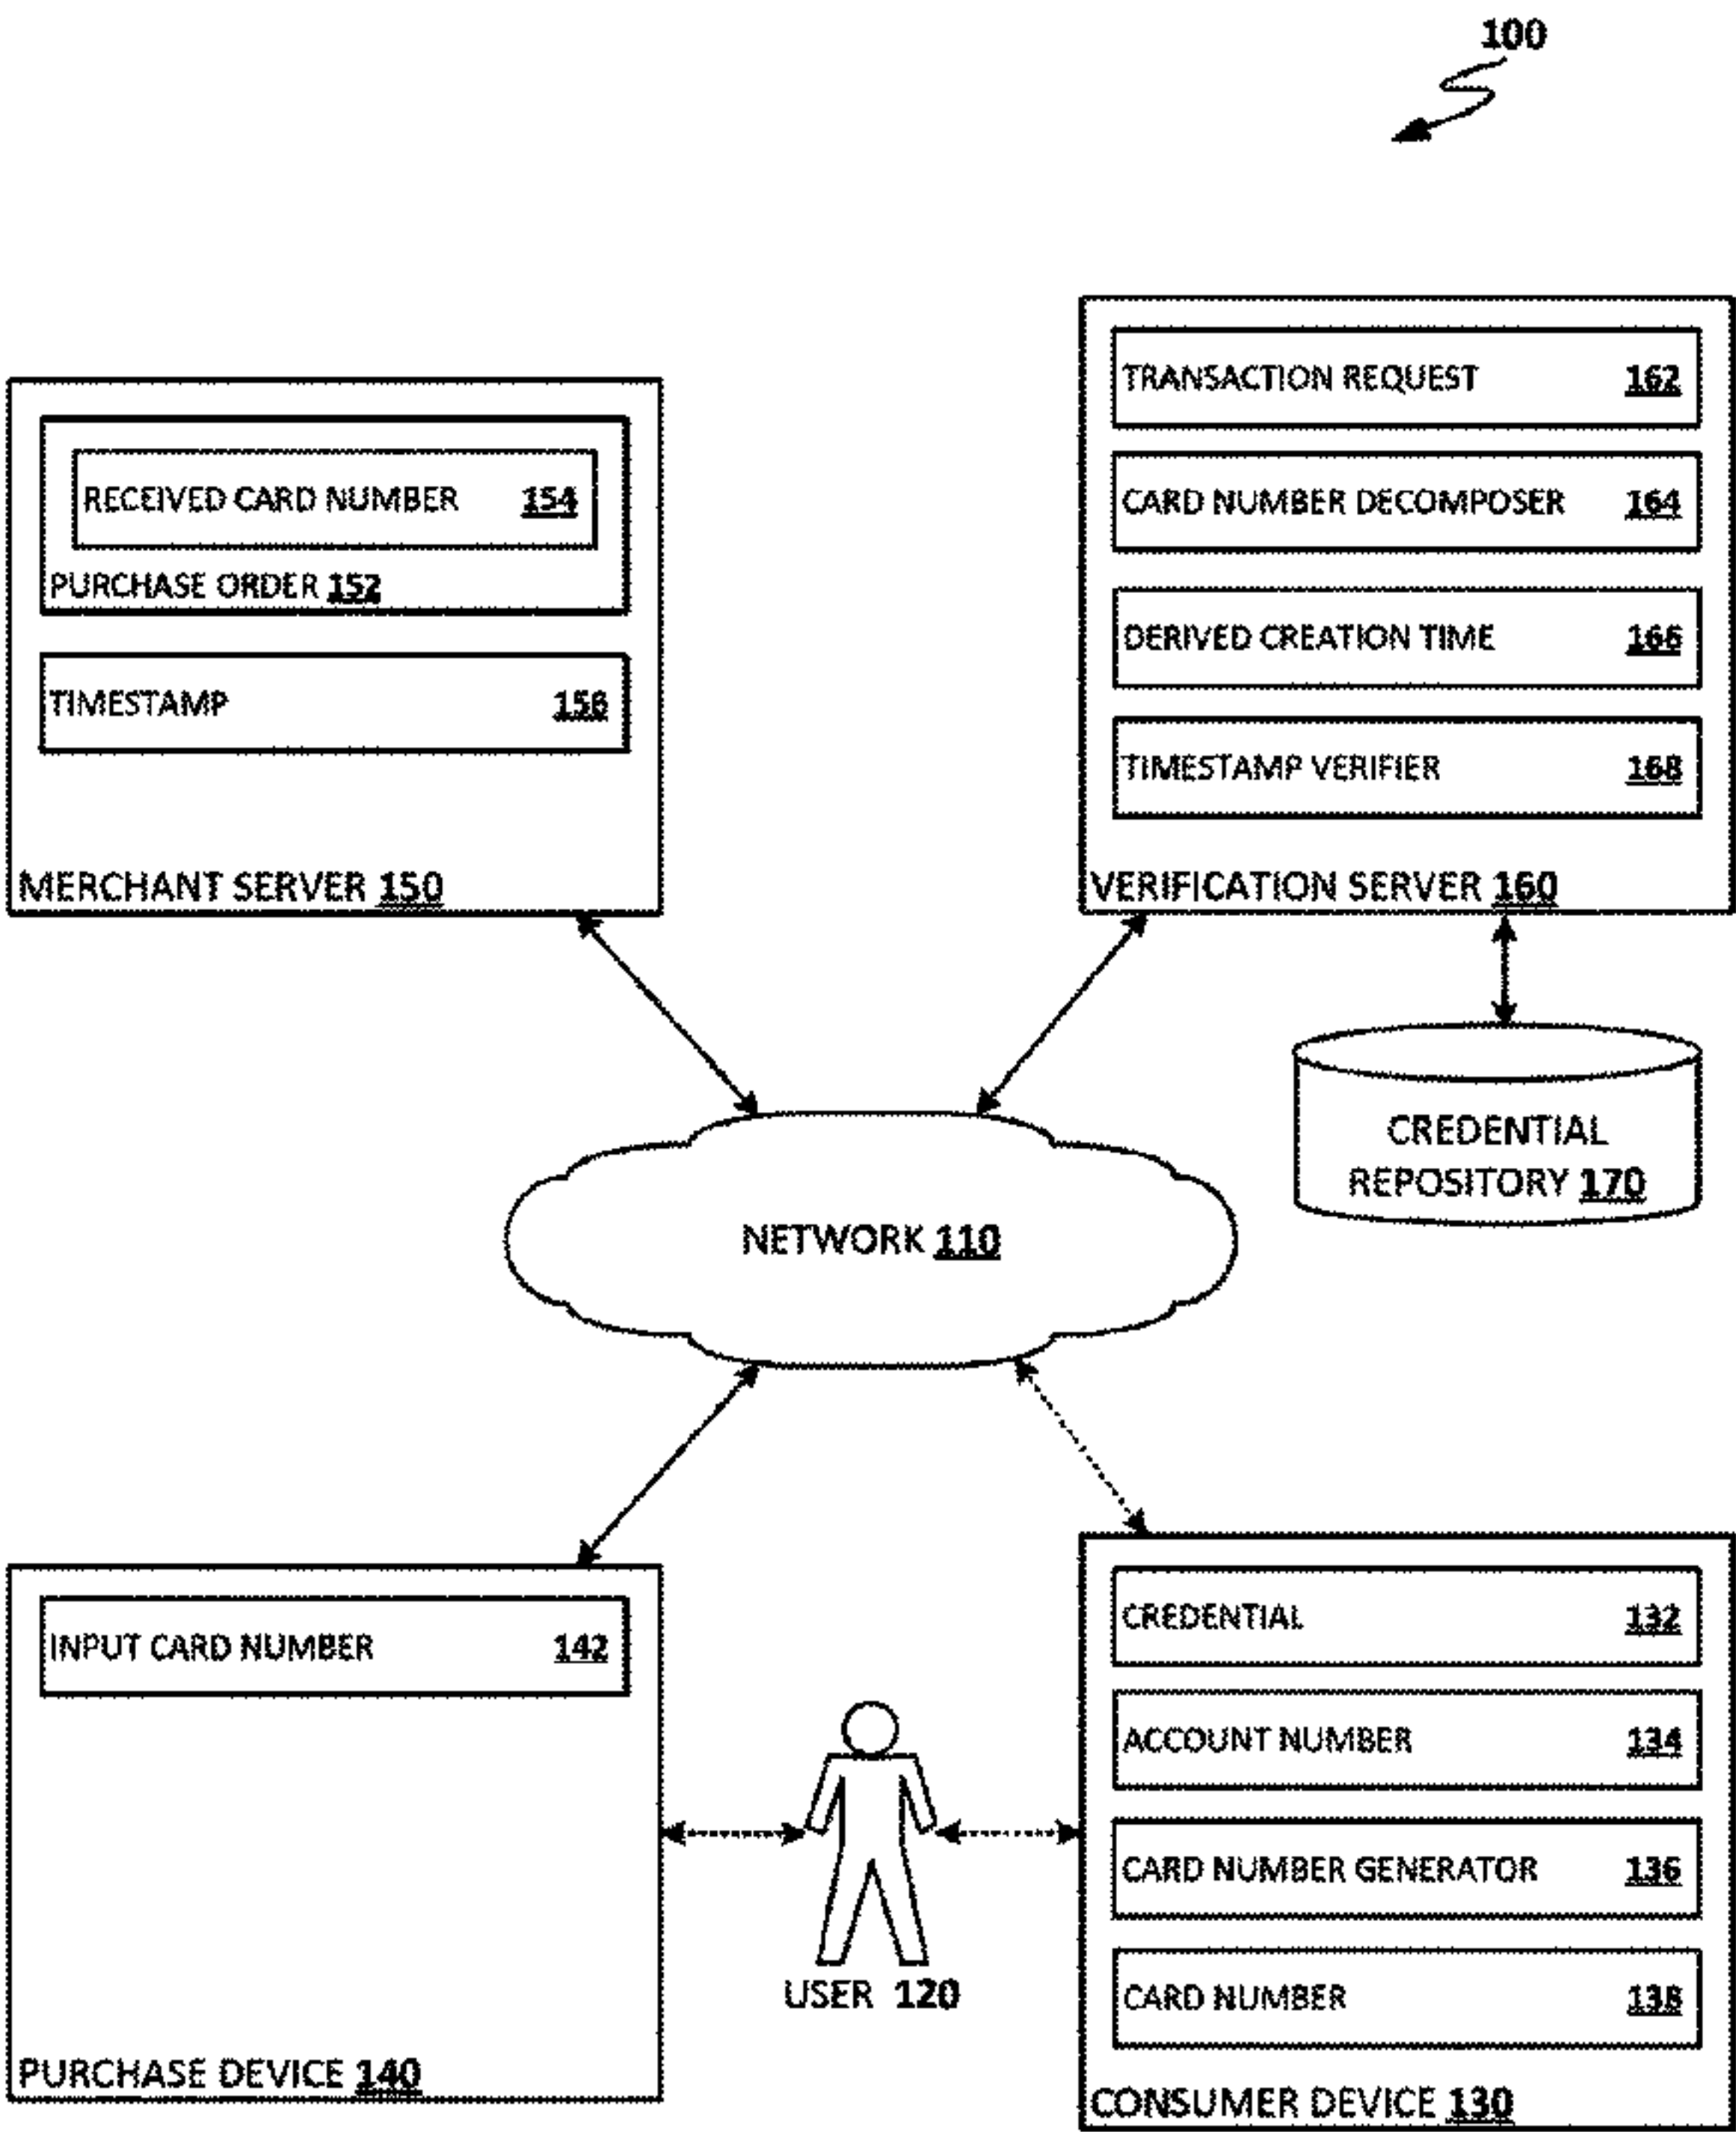 100
TRANSACTION REQUEST 162
CARD NUMBER DECOMPOSER 164
DERIVED CREATION TIME 166
TIMESTAMP VERIFIER 168
VERIFICATION SERVER 160
RECEIVED CARD NUMBER 154
PURCHASE ORDER 152
TIMESTAMP 156
MERCHANT SERVER 150
CREDENTIAL
REPOSITORY 170
NETWORK 110
INPUT CARD NUMBER 142
PURCHASE DEVICE 140
USER 120
CREDENTIAL 132
ACCOUNT NUMBER 134
CARD NUMBER GENERATOR 136
CARD NUMBER 138
CONSUMER DEVICE 130